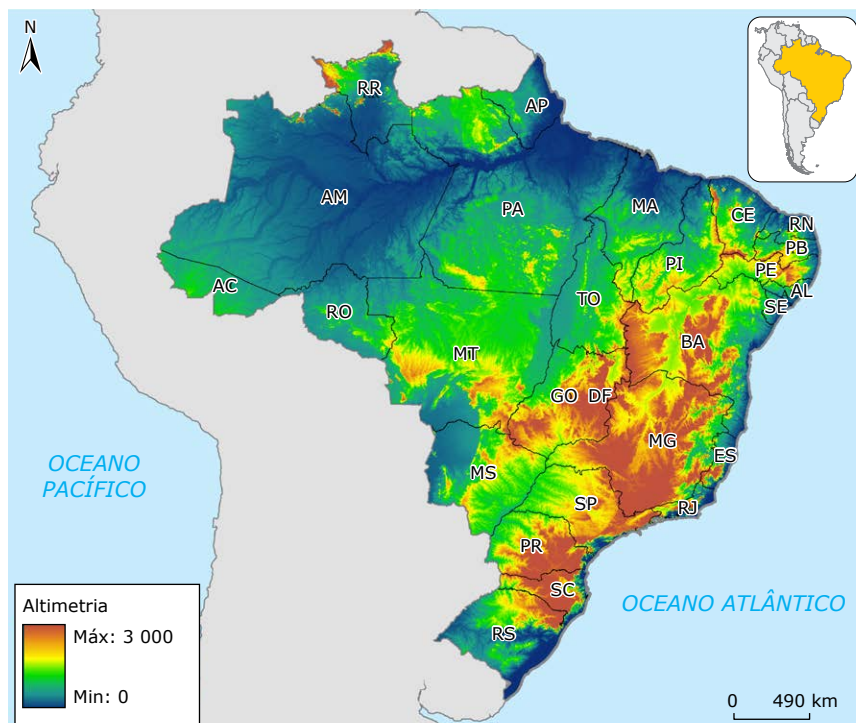 N
RR
AP
AM
PA
MA
CE
RN
PB
PE
AL
SE
PI
AC
RO
TO
BA
MT
GO DF
MG
ES
MS
SP
RJ
PR
SC
RS
OCEANO
PACÍFICO
OCEANO ATLÂNTICO
Altimetria
Máx: 3 000
Min: 0
0 490 km